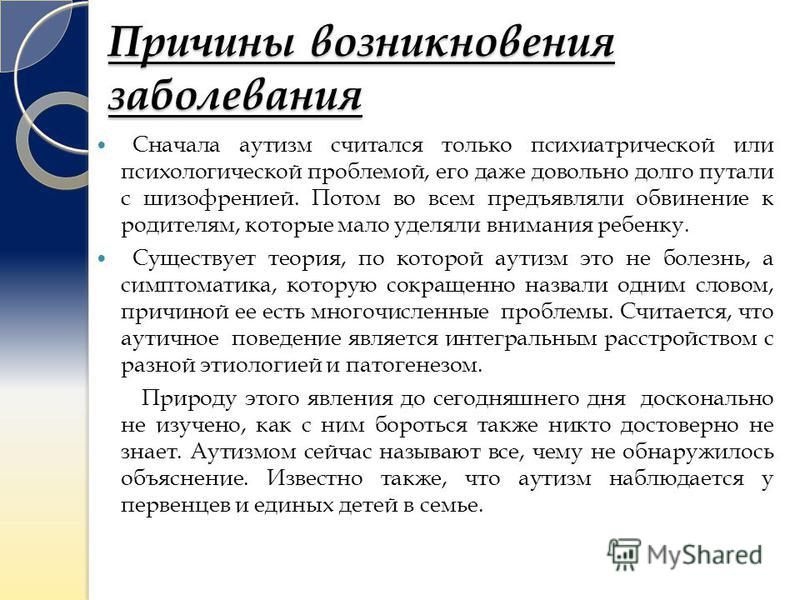 Причины возникновения
заболевания
Сначала аутизм считался только психиатрической или
психологической проблемой, его даже довольно долго путали
с шизофренией. Потом во всем предъявляли обвинение к
родителям, которые мало уделяли внимания ребенку.
Существует теория, по которой аутизм это не болезнь, а
симптоматика, которую сокращенно назвали одним словом,
причиной ее есть многочисленные проблемы. Считается, что
аутичное поведение является интегральным расстройством с
разной этиологией и патогенезом.
Природу этого явления до сегодняшнего дня досконально
не изучено, как с ним бороться также никто достоверно не
знает. Аутизмом сейчас называют все, чему не обнаружилось
объяснение. Известно также, что аутизм наблюдается у
первенцев и единых детей в семье.
MyShared